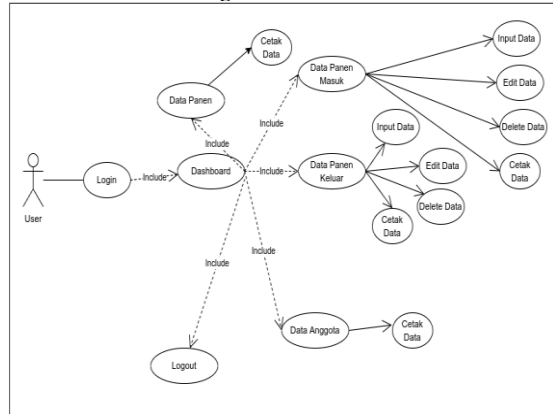 Cetak
Data
Data Panen
Include
Data Panen
Masuk
Include
Input Data
Edit Data
Delete Data
Cetak
Data
User
Login
Include
Dashboard
Include
Data Panen
Keluar
Input Data
Edit Data
Delete Data
Cetak
Data
Include
Include
Data Anggota
Cetak
Data
Logout